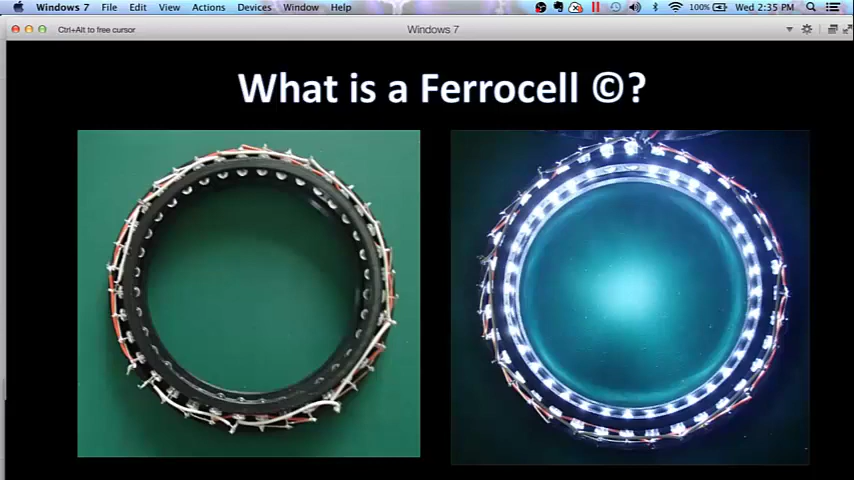 Windows 7 File Edit View Actions Devices Window Help 100% Wed 2:35 PM
Ctrl+Alt to free cursor Windows 7
What is a Ferrocell ©?